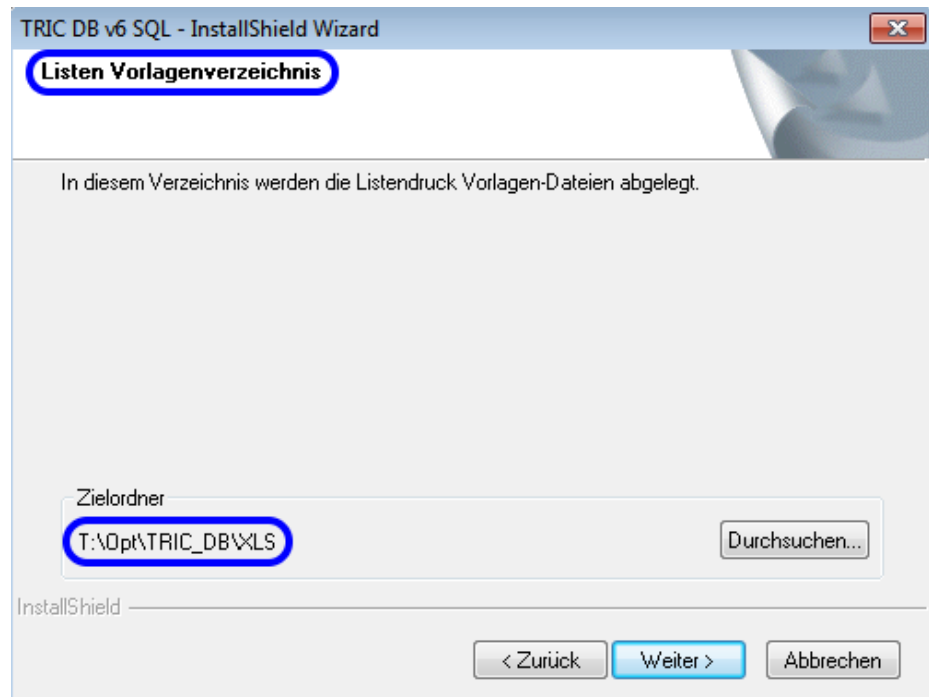 TRIC DB v6 SQL - InstallShield Wizard
Listen Vorlagenverzeichnis
In diesem Verzeichnis werden die Listendruck Vorlagen-Dateien abgelegt.
Zielordner
T:\Opt\TRIC_DB\XLS
Durchsuchen...
InstallShield
< Zurück
Weiter >
Abbrechen